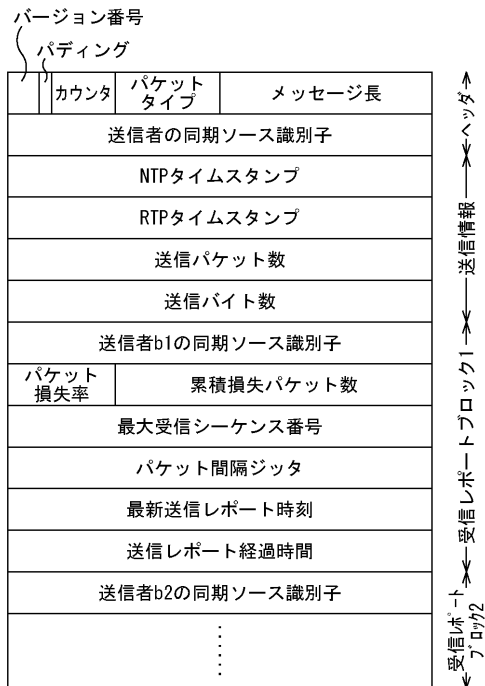 バージョン番号
パディング
カウンタ
パケット
タイプ
メッセージ長
送信者の同期ソース識別子
NTPタイムスタンプ
RTPタイムスタンプ
送信パケット数
送信バイト数
送信者b1の同期ソース識別子
パケット
損失率
累積損失パケット数
最大受信シーケンス番号
パケット間隔ジッタ
最新送信レポート時刻
送信レポート経過時間
送信者b2の同期ソース識別子
ヘッダ
送信情報
受信レポートブロック1
受信レポート
ブロック2